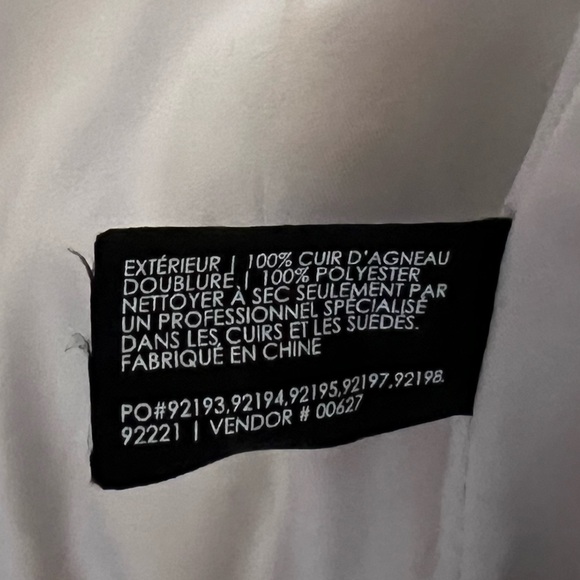 EXTÉRIEUR | 100% CUIR D'AGNEAU
DOUBLURE | 100% POLYESTER
NETTOYER À SEC SEULEMENT PAR
UN PROFESSIONNEL SPÉCIALISÉ
DANS LES CUIRS ET LES SUÈDES.
FABRIQUÉ EN CHINE
PO#92193,92194,92195,92197,92198.
92221 | VENDOR # 00627